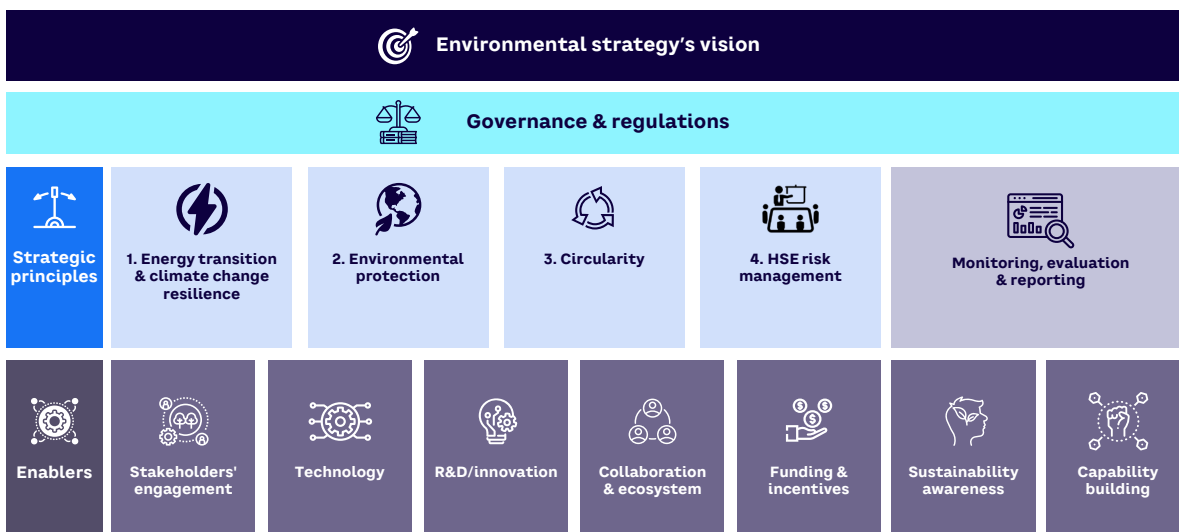 Environmental strategy's vision
Governance & regulations
Strategic
principles
1. Energy transition
& climate change
resilience
2. Environmental
protection
3. Circularity
4. HSE risk
management
Monitoring, evaluation
& reporting
Enablers
Stakeholders'
engagement
Technology
R&D/innovation
Collaboration
& ecosystem
Funding &
incentives
Sustainability
awareness
Capability
building